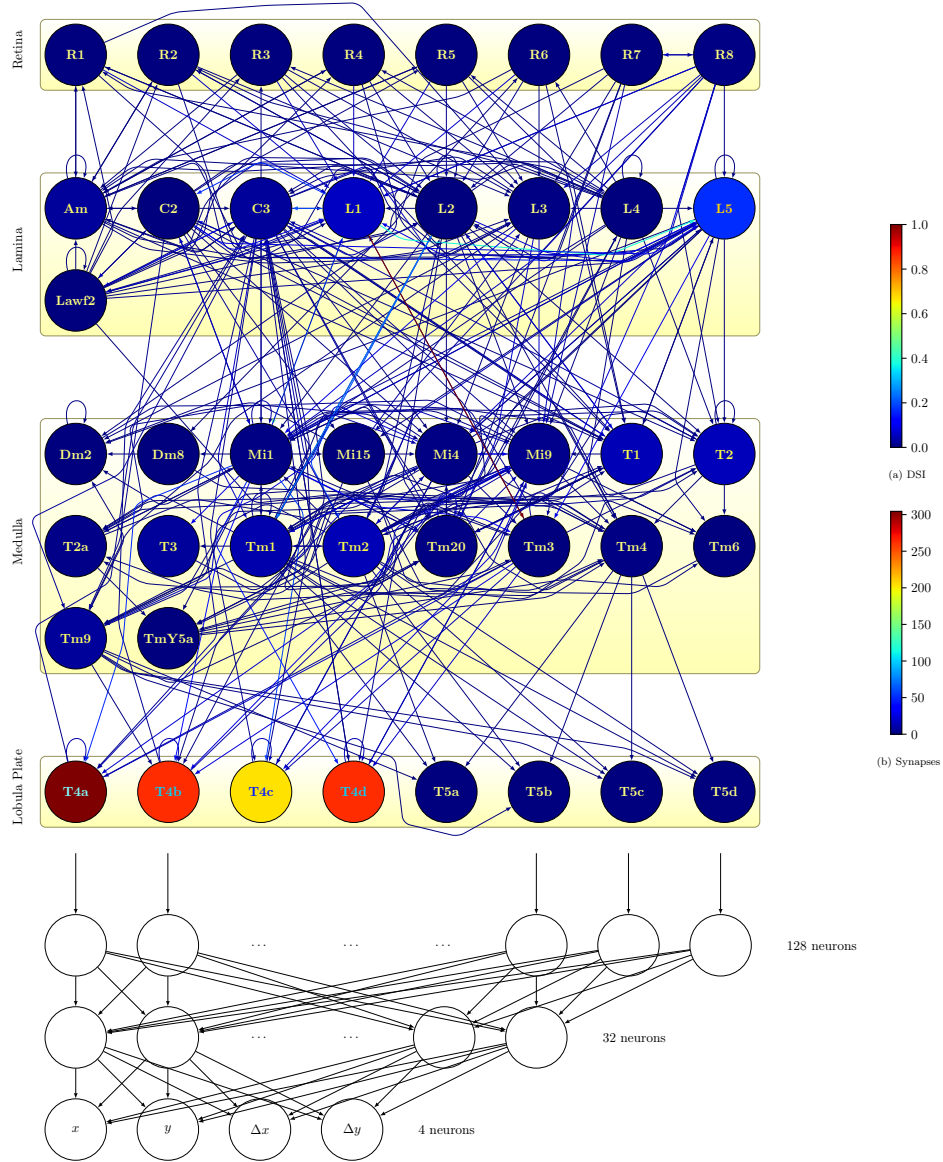 Retina
R1 R2 R3 R4 R5 R6 R7 R8
Lamina
Am C2 C3 L1 L2 L3 L4 L5
Lawf2
1.0
0.8
0.6
0.4
0.2
0.0
(a) DSI
Medulla
Dm2 Dm8 Mi1 Mi15 Mi4 Mi9 T1 T2
T2a T3 Tm1 Tm2 Tm20 Tm3 Tm4 Tm6
Tm9 TmY5a
300
250
200
150
100
50
0
(b) Synapses
Lobula Plate
T4a T4b T4c T4d T5a T5b T5c T5d
... ... ... 128 neurons
... ... 32 neurons
x y Δx Δy 4 neurons